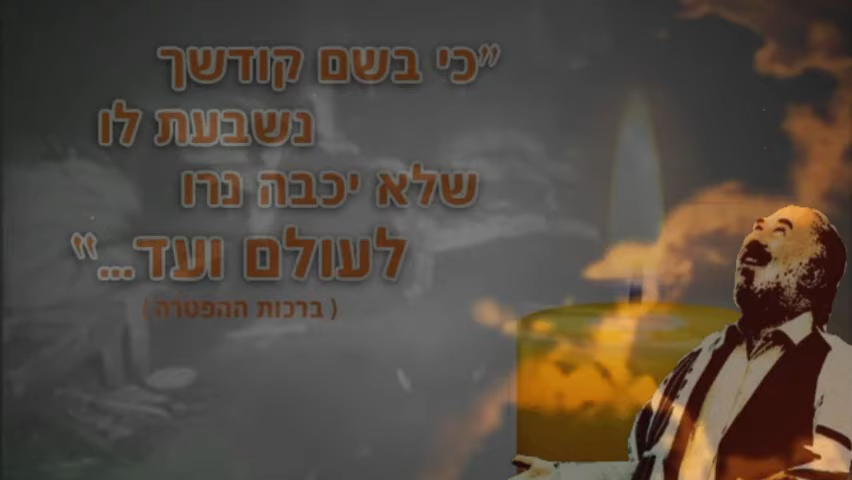 "כי בשם קודשך
נשבעת לו
שלא יכבה נרו
לעולם ועד..."
(ברכות ההפטרה)